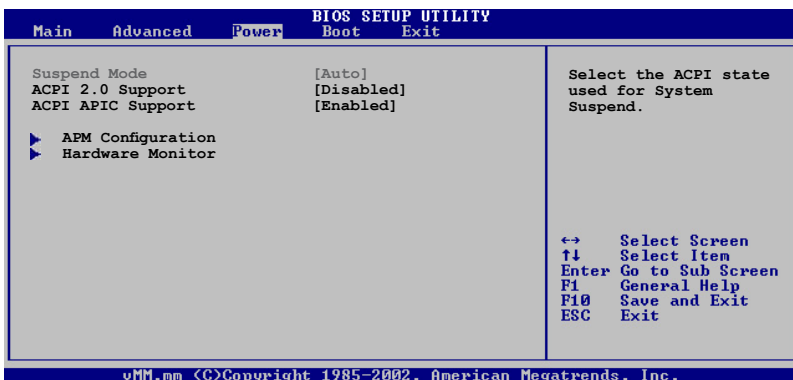 BIOS SETUP UTILITY
Main Advanced Power Boot Exit
Suspend Mode [Auto]
ACPI 2.0 Support [Disabled]
ACPI APIC Support [Enabled]
APM Configuration
Hardware Monitor
Select the ACPI state
used for System
Suspend.
←→ Select Screen
↑↓ Select Item
Enter Go to Sub Screen
F1 General Help
F10 Save and Exit
ESC Exit
vMM.mm (C)Copyright 1985-2002, American Megatrends, Inc.